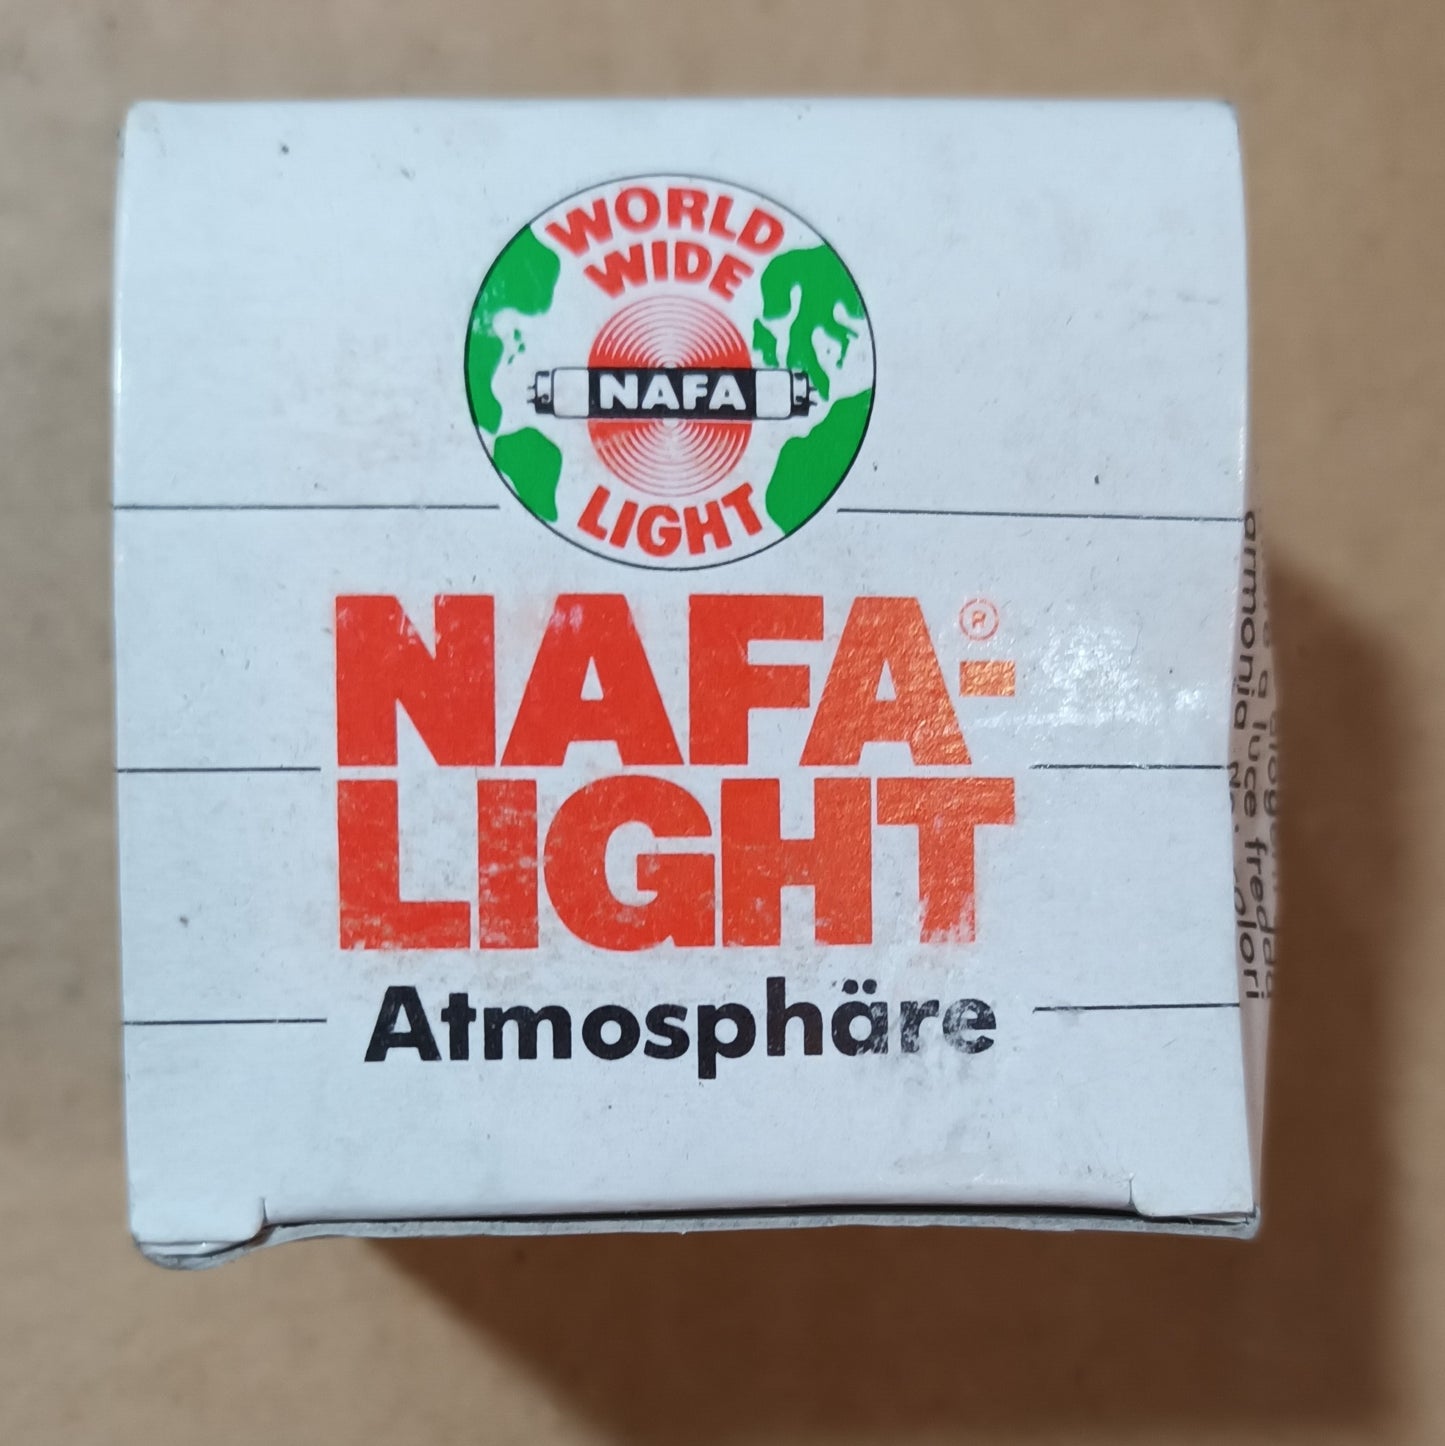 WORLD
WIDE
NAFA
LIGHT
NAFA-®
LIGHT
Atmosphäre
a luce fredda:
armonia colori